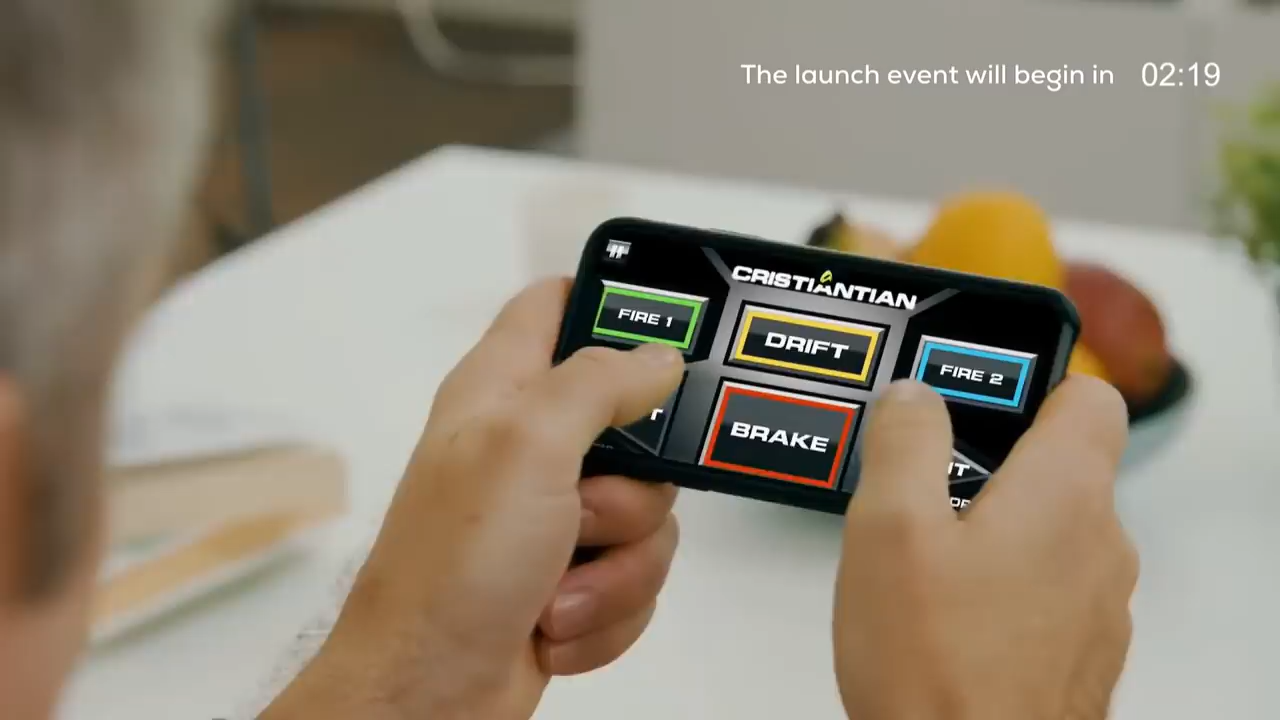 The launch event will begin in 02:19
CRISTIANTIAN
FIRE 1
DRIFT
FIRE 2
BRAKE